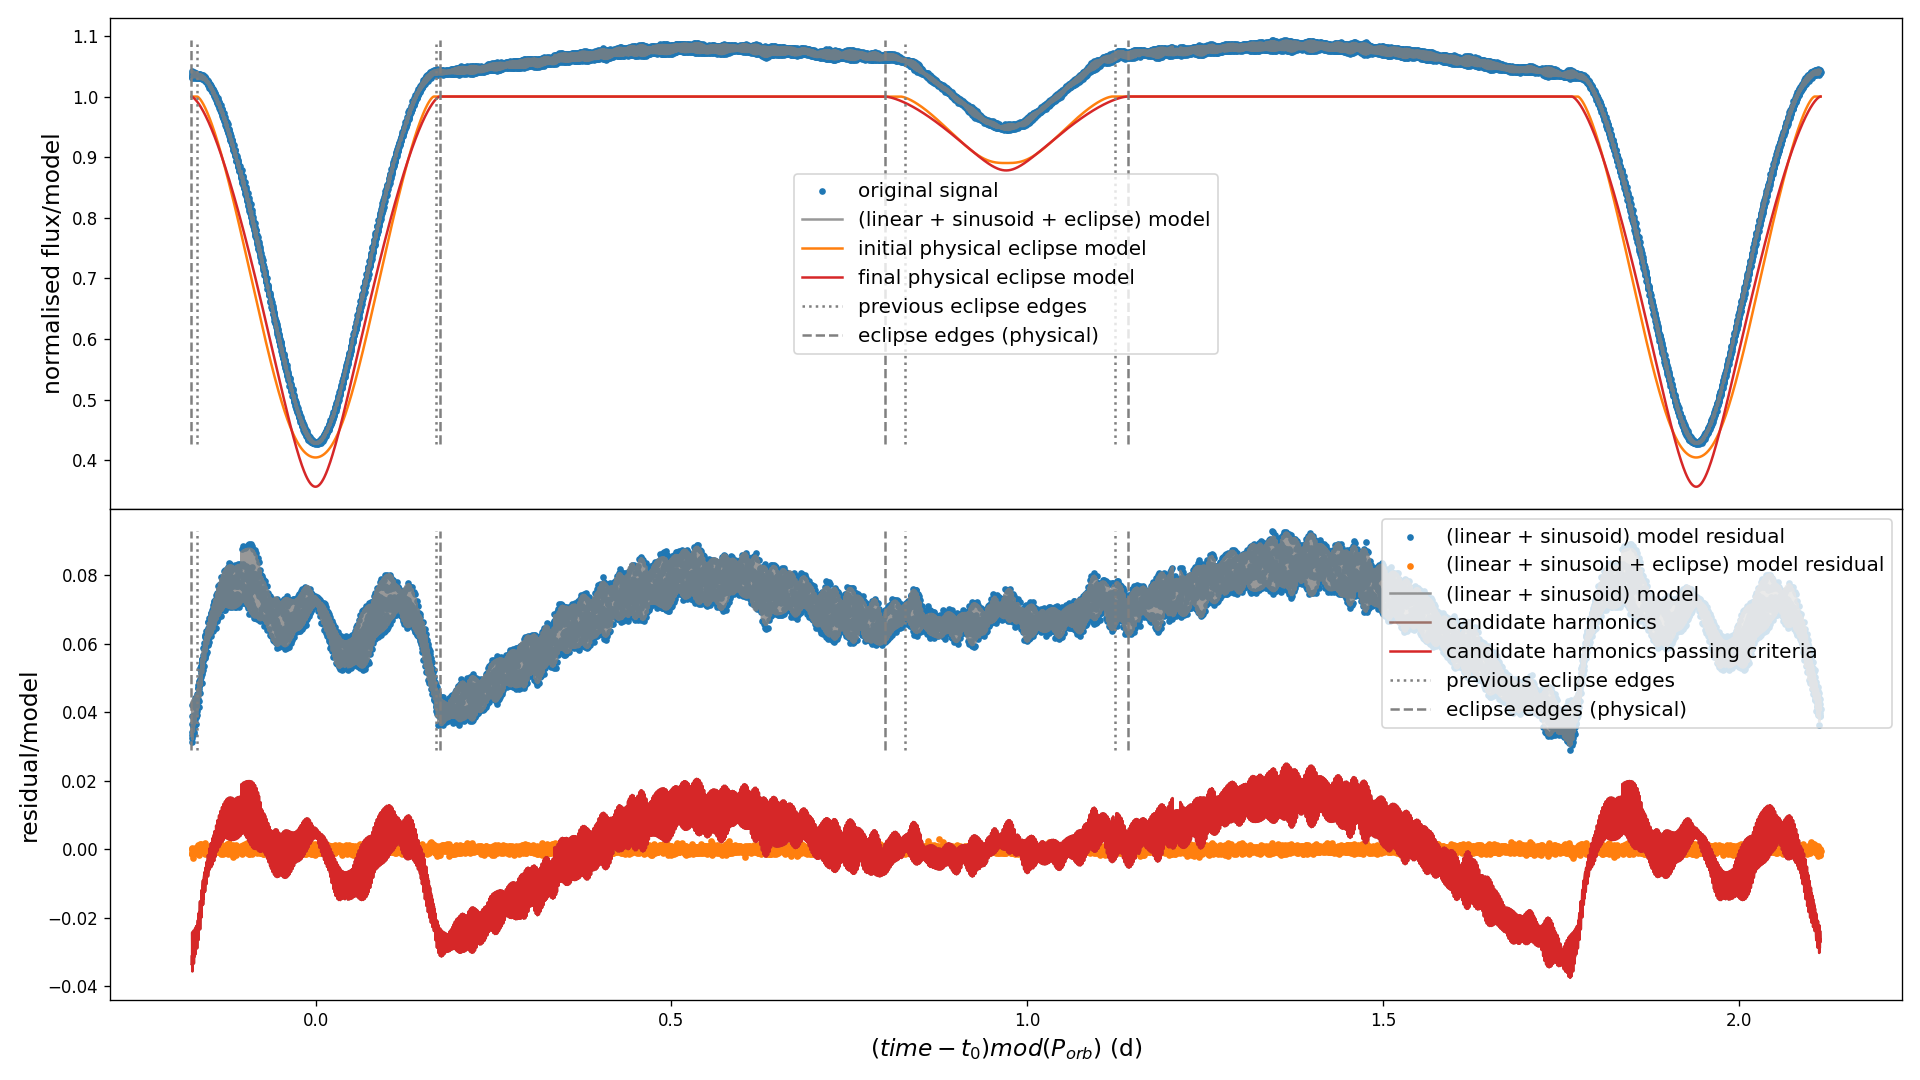 normalised flux/model
1.1
1.0
0.9
0.8
0.7
0.6
0.5
0.4
original signal
(linear + sinusoid + eclipse) model
initial physical eclipse model
final physical eclipse model
previous eclipse edges
eclipse edges (physical)
residual/model
0.08
0.06
0.04
0.02
0.00
−0.02
−0.04
(linear + sinusoid) model residual
(linear + sinusoid + eclipse) model residual
(linear + sinusoid) model
candidate harmonics
candidate harmonics passing criteria
previous eclipse edges
eclipse edges (physical)
0.0 0.5 1.0 1.5 2.0
(time − t₀)mod(P_orb) (d)